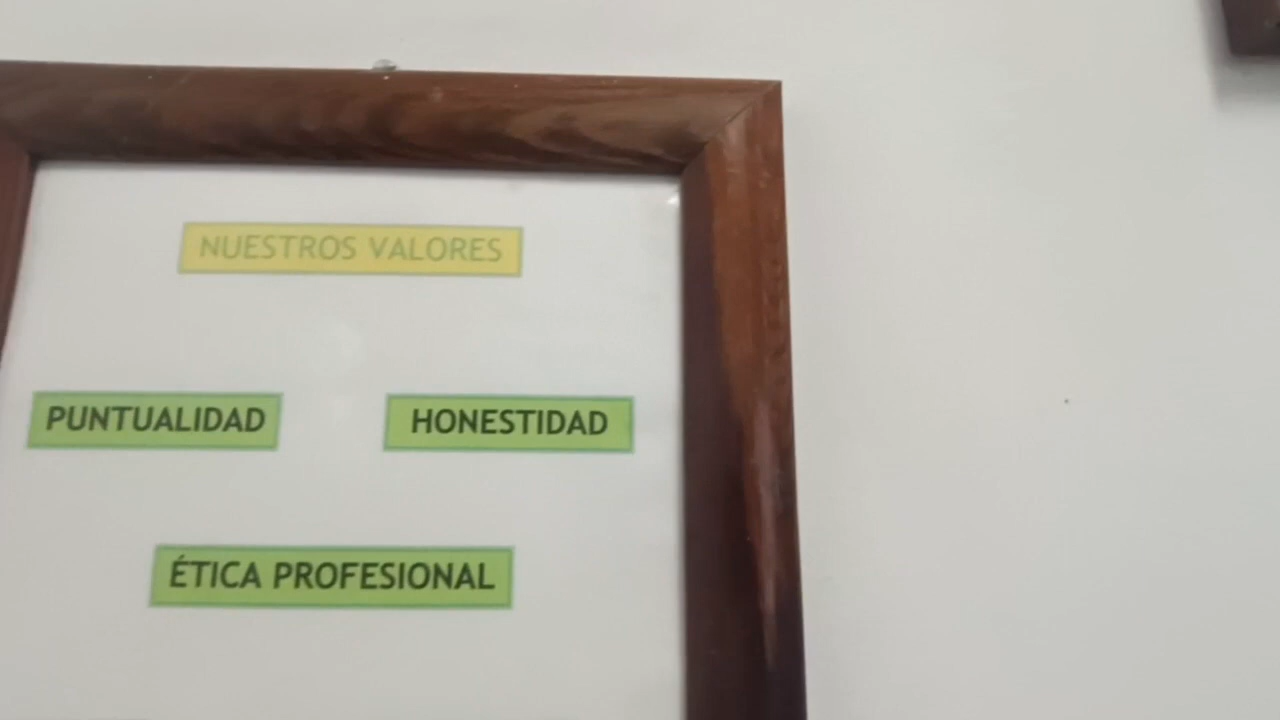 NUESTROS VALORES
PUNTUALIDAD HONESTIDAD
ÉTICA PROFESIONAL